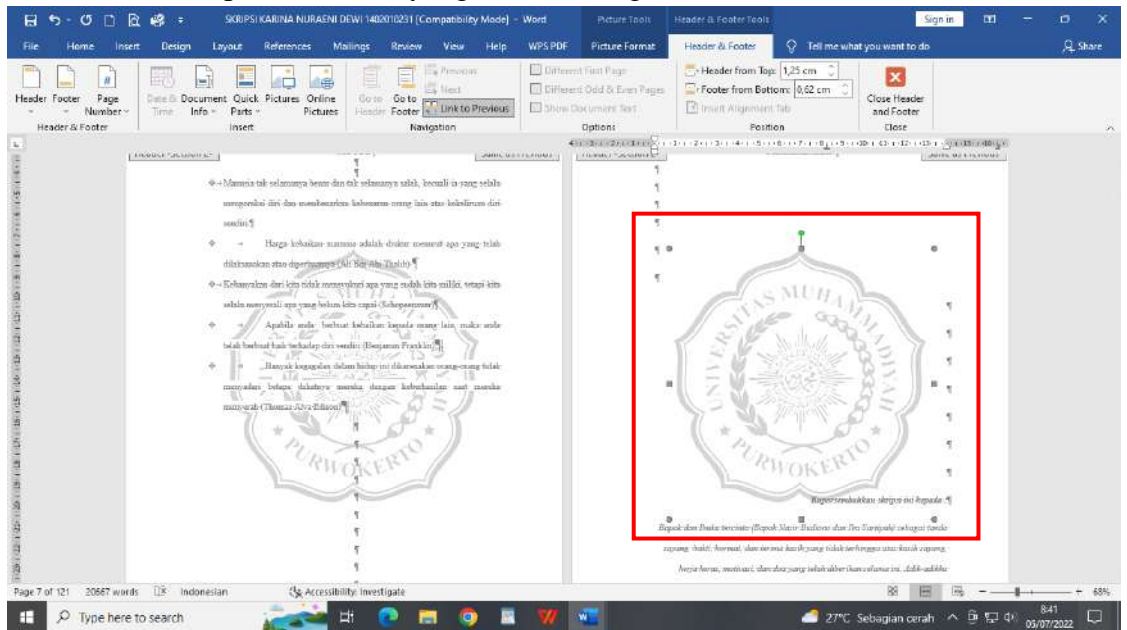 SKRIPSI KARINA NURAENI DEWI 1402010231 [Compatibility Mode] - Word
Picture Tools
Header & Footer Tools
Sign in
File Home Insert Design Layout References Mailings Review View Help WPS PDF Picture Format Header & Footer Tell me what you want to do Share
Header Footer Page Number
Header & Footer
Date & Time Document Info Quick Parts Pictures Online Pictures
Insert
Go to Header Go to Footer Previous Next Link to Previous
Navigation
Different First Page
Different Odd & Even Pages
Show Document Text
Options
Header from Top: 1,25 cm
Footer from Bottom: 0,62 cm
Insert Alignment Tab
Position
Close Header and Footer
Close
Manusia tak selamanya benar dan tak selamanya salah, kecuali ia yang selalu
mengoreksi diri dan membenarkan kebenaran orang lain atas kekeliruan diri
sendiri
Harga kebaikan manusia adalah diukur menurut apa yang telah
dilaksanakan atau diperbuatnya (Ali Bin Abi Thalib)
Kebanyakan dari kita tidak mensyukuri apa yang sudah kita miliki, tetapi kita
selalu menyesali apa yang belum kita capai (Schopenhauer)
Apabila anda berbuat kebaikan kepada orang lain, maka anda
telah berbuat baik terhadap diri sendiri (Benjamin Franklin)
Banyak kegagalan dalam hidup ini dikarenakan orang-orang tidak
menyadari betapa dekatnya mereka dengan keberhasilan saat mereka
menyerah (Thomas Alva Edison)
PURWOKERTO
UNIVERSITAS MUHAMMADIYAH
PURWOKERTO
Kupersembahkan skripsi ini kepada
Bapak dan Ibuku tercinta (Bapak dan Ibu) sebagai tanda
sayang, bakti, hormat, dan terima kasih yang tidak terhingga atas kasih sayang,
kerja keras, motivasi, dan doa yang telah diberikan selama ini. Adik-adikku
Page 7 of 121 20667 words Indonesian Accessibility: Investigate 68%
Type here to search
27°C Sebagian cerah
8:41
05/07/2022